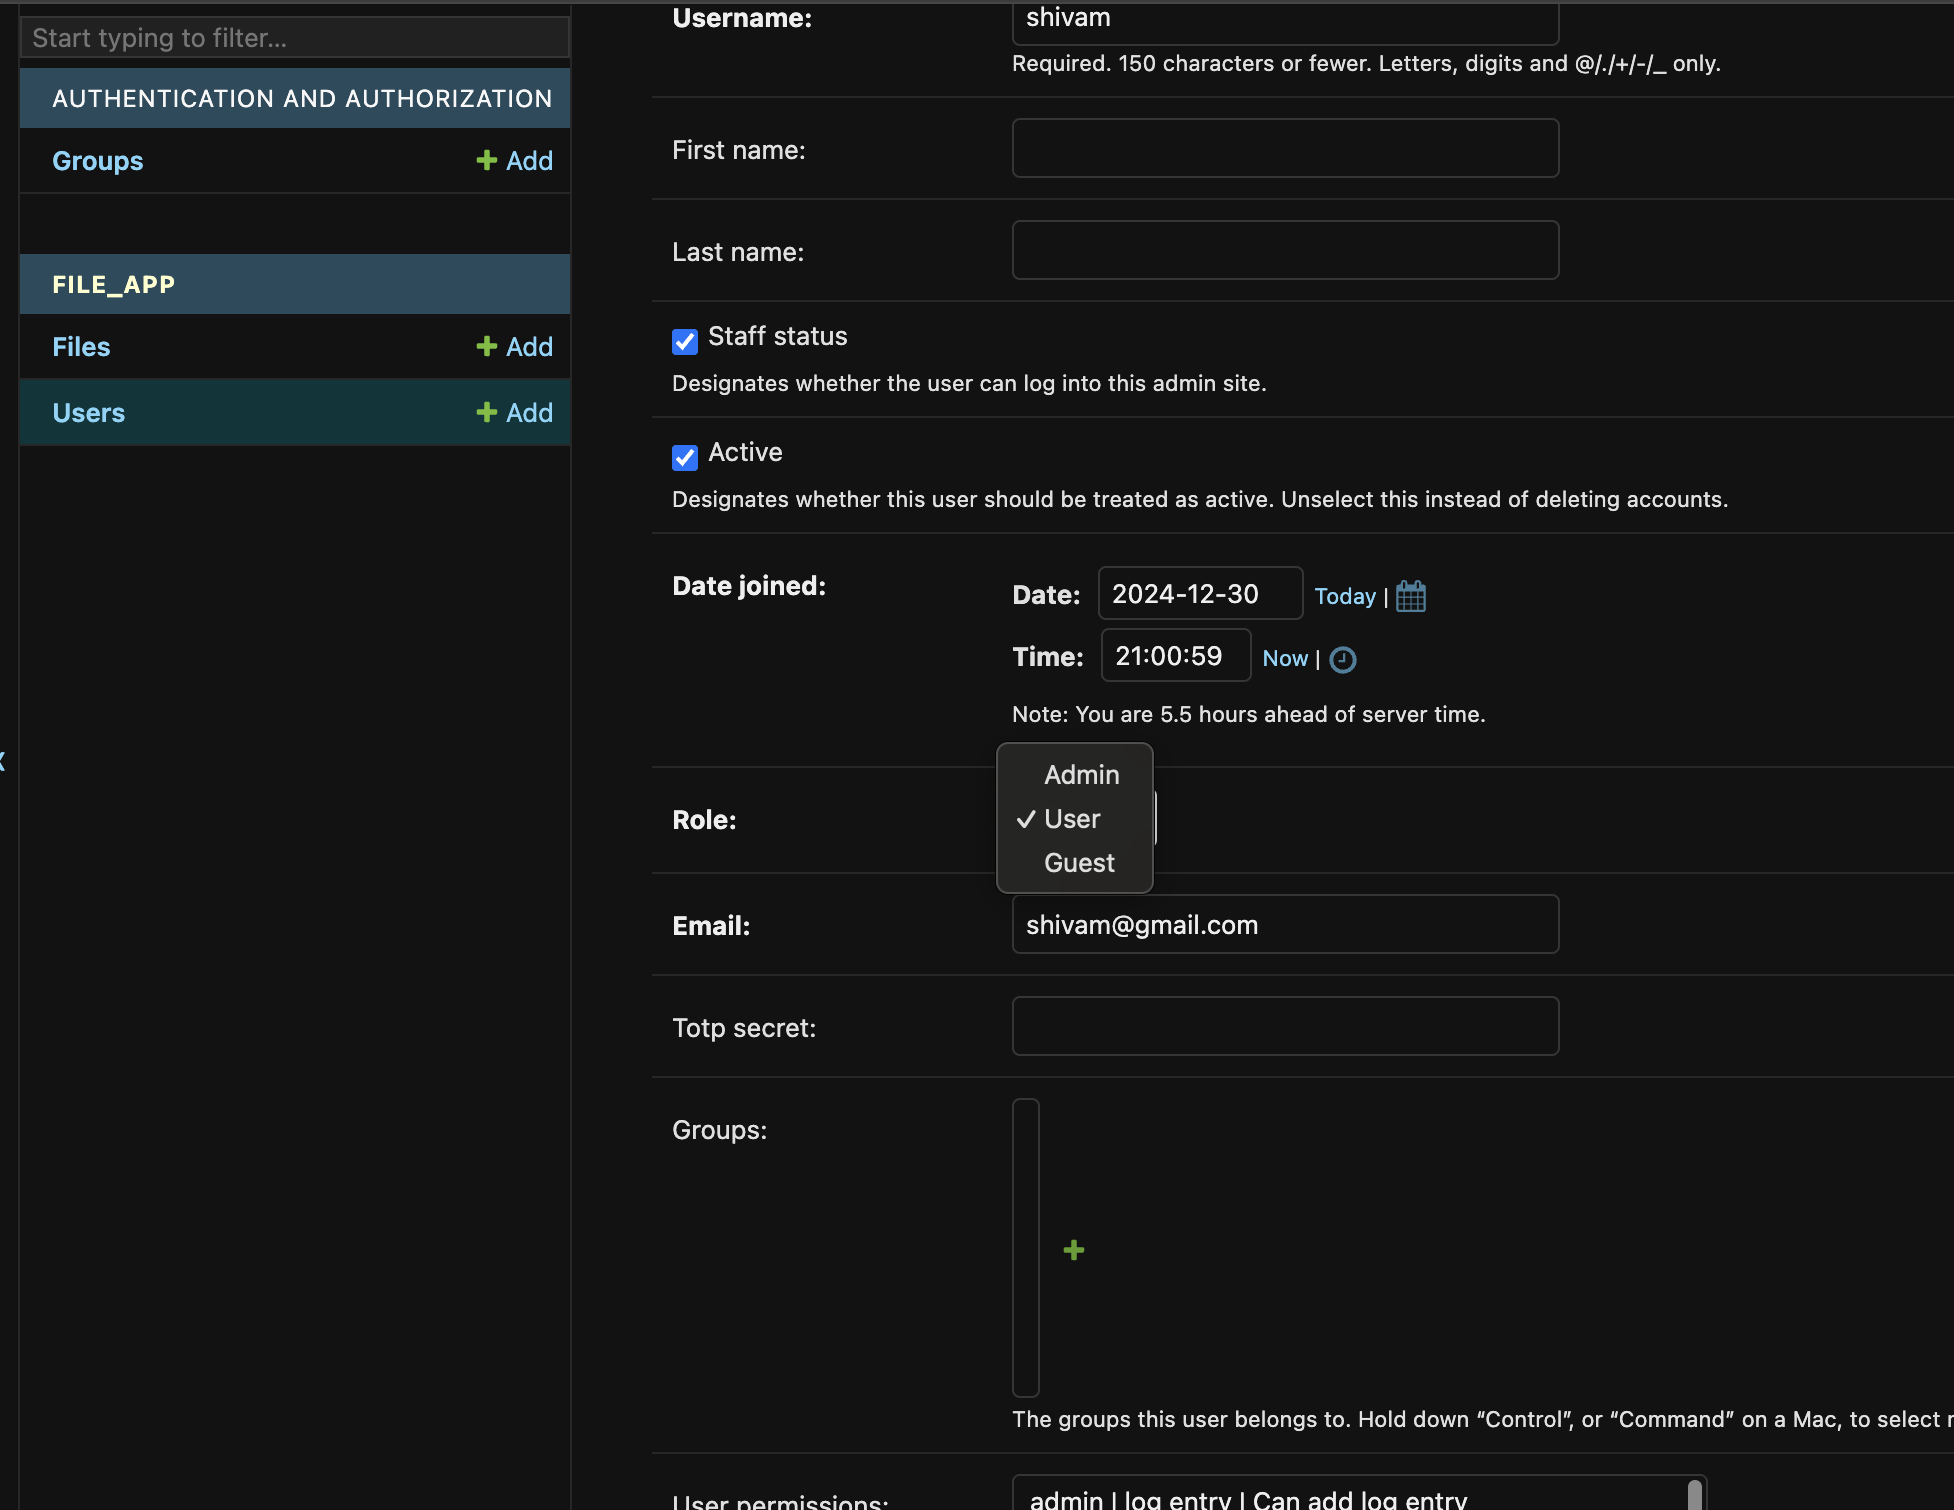 Start typing to filter...
AUTHENTICATION AND AUTHORIZATION
Groups
Add
FILE_APP
Files
Add
Users
Add
Username:
shivam
Required. 150 characters or fewer. Letters, digits and @/./+/-/_ only.
First name:
Last name:
Staff status
Designates whether the user can log into this admin site.
Active
Designates whether this user should be treated as active. Unselect this instead of deleting accounts.
Date joined:
Date: 2024-12-30 Today |
Time: 21:00:59 Now |
Note: You are 5.5 hours ahead of server time.
Role:
Admin
User
Guest
Email:
shivam@gmail.com
Totp secret:
Groups:
The groups this user belongs to. Hold down “Control”, or “Command” on a Mac, to select
User permissions:
admin | log entry | Can add log entry